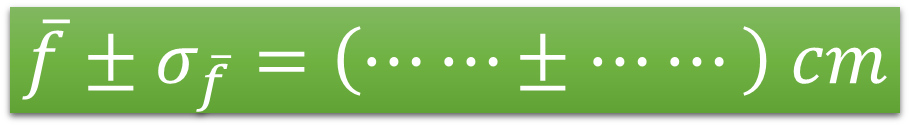 f̄ ± σ_f̄ = (⋯⋯ ± ⋯⋯) cm